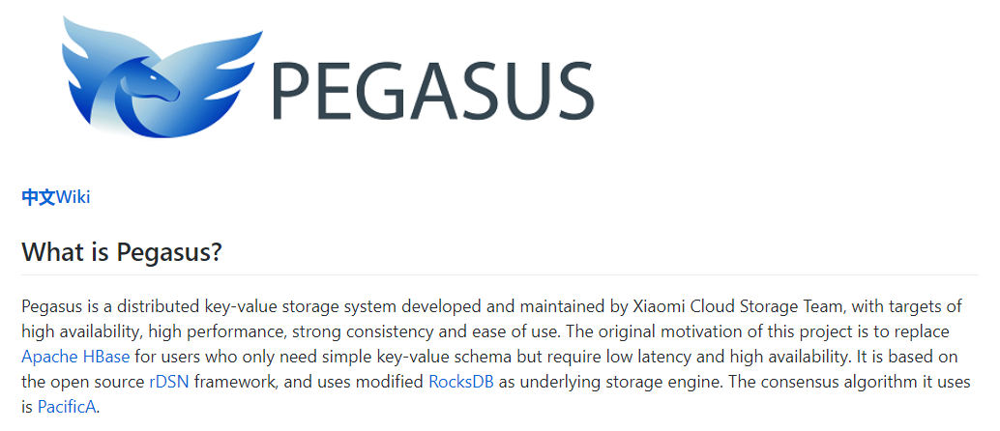 PEGASUS
中文Wiki
What is Pegasus?
Pegasus is a distributed key-value storage system developed and maintained by Xiaomi Cloud Storage Team, with targets of
high availability, high performance, strong consistency and ease of use. The original motivation of this project is to replace
Apache HBase for users who only need simple key-value schema but require low latency and high availability. It is based on
the open source rDSN framework, and uses modified RocksDB as underlying storage engine. The consensus algorithm it uses
is PacificA.